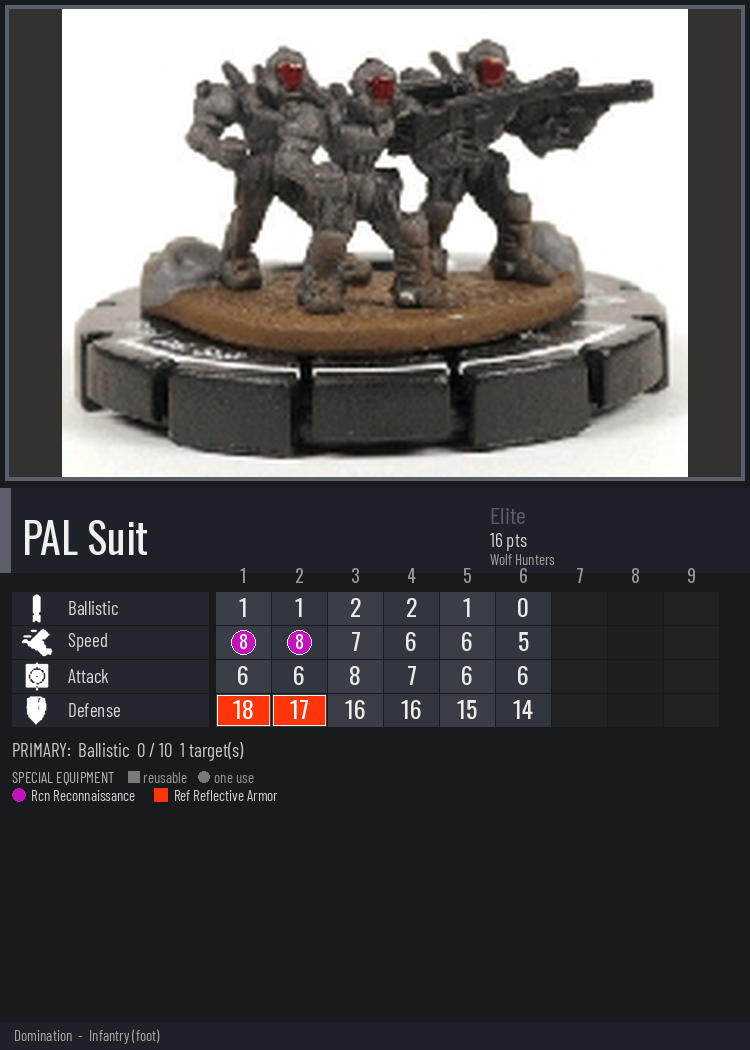 PAL Suit
Elite
16 pts
Wolf Hunters
1 2 3 4 5 6 7 8 9
Ballistic 1 1 2 2 1 0
Speed 8 8 7 6 6 5
Attack 6 6 8 7 6 6
Defense 18 17 16 16 15 14
PRIMARY: Ballistic 0 / 10 1 target(s)
SPECIAL EQUIPMENT reusable one use
Rcn Reconnaissance Ref Reflective Armor
Domination - Infantry (foot)